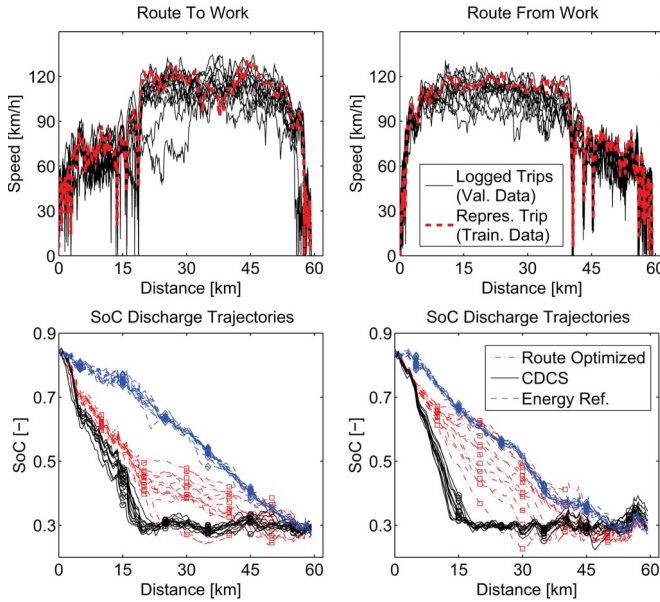 Route To Work
Speed [km/h]
120
90
60
30
0
0 15 30 45 60
Distance [km]
Route From Work
Speed [km/h]
120
90
60
30
0
Logged Trips
(Val. Data)
Repres. Trip
(Train. Data)
0 15 30 45 60
Distance [km]
SoC Discharge Trajectories
SoC [–]
0.9
0.7
0.5
0.3
0 15 30 45 60
Distance [km]
SoC Discharge Trajectories
SoC [–]
0.9
0.7
0.5
0.3
Route Optimized
CDCS
Energy Ref.
0 15 30 45 60
Distance [km]